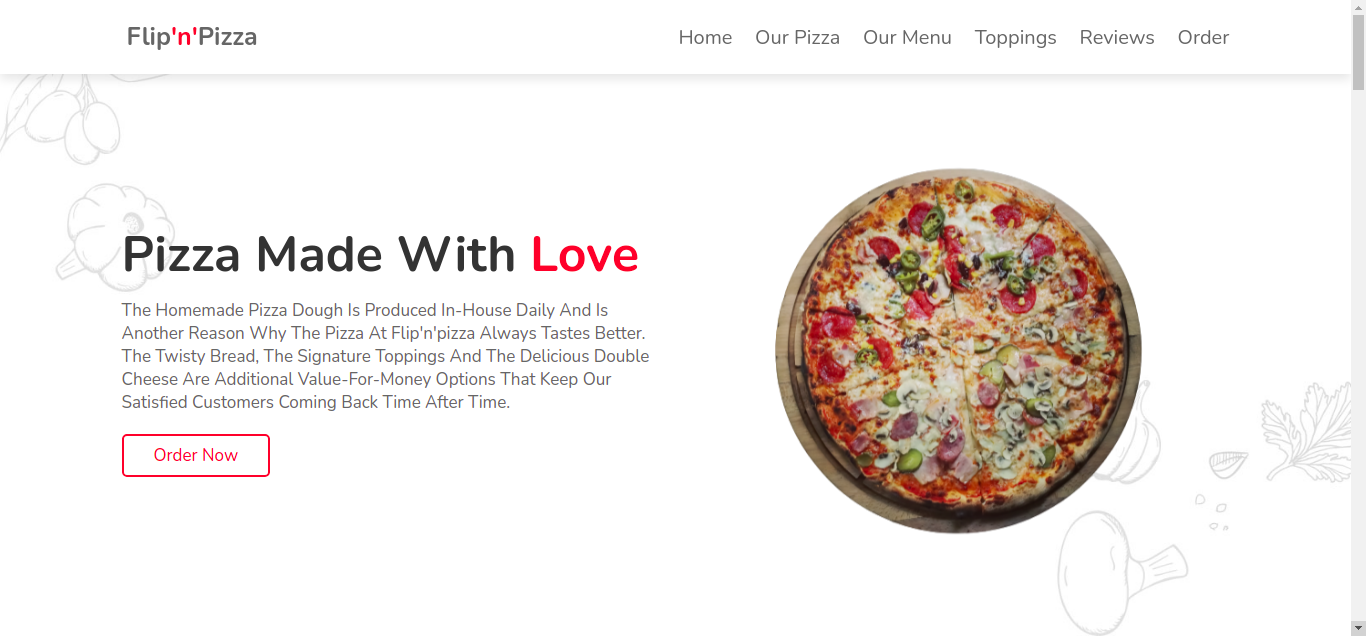 Flip'n'Pizza
Home Our Pizza Our Menu Toppings Reviews Order
Pizza Made With Love
The Homemade Pizza Dough Is Produced In-House Daily And Is
Another Reason Why The Pizza At Flip'n'pizza Always Tastes Better.
The Twisty Bread, The Signature Toppings And The Delicious Double
Cheese Are Additional Value-For-Money Options That Keep Our
Satisfied Customers Coming Back Time After Time.
Order Now